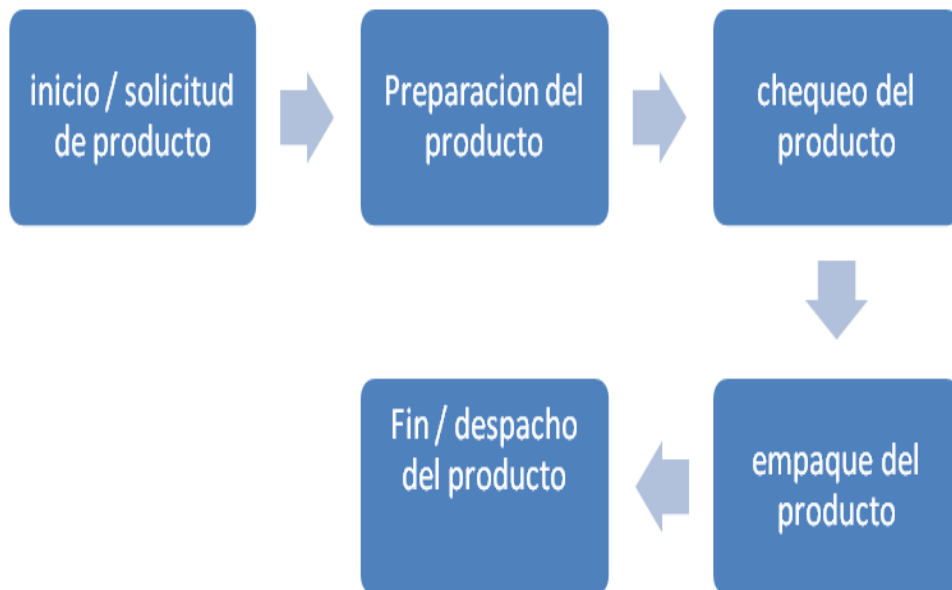 inicio / solicitud
de producto
Preparacion del
producto
chequeo del
producto
empaque del
producto
Fin / despacho
del producto